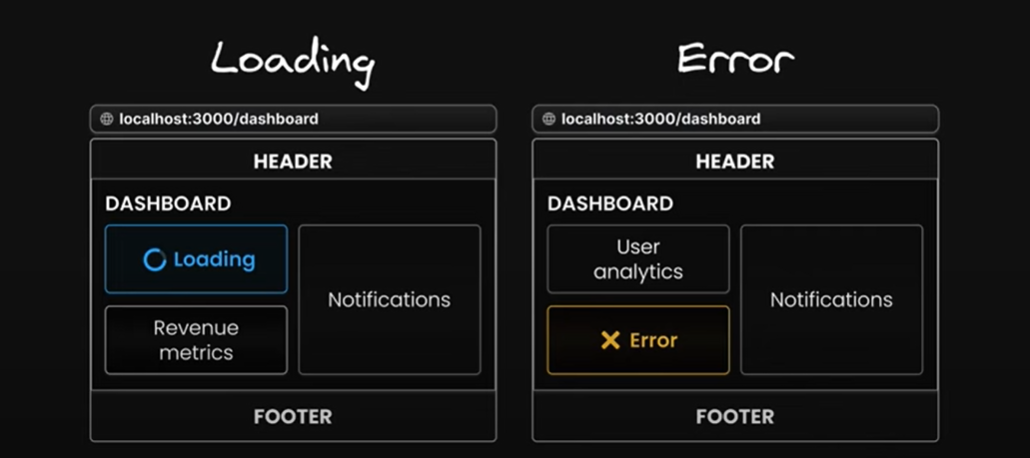 Loading
localhost:3000/dashboard
HEADER
DASHBOARD
Loading
Revenue
metrics
Notifications
FOOTER
Error
localhost:3000/dashboard
HEADER
DASHBOARD
User
analytics
Error
Notifications
FOOTER